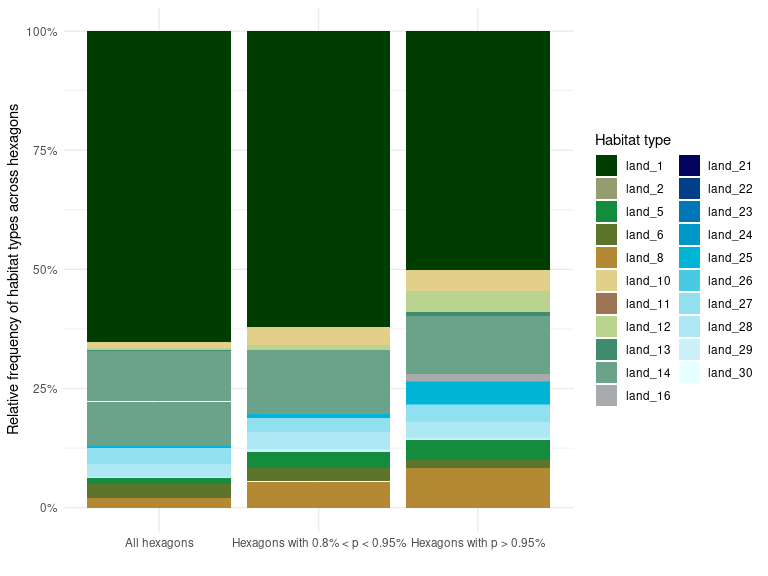 Relative frequency of habitat types across hexagons
100%
75%
50%
25%
0%
All hexagons
Hexagons with 0.8% < p < 0.95%
Hexagons with p > 0.95%
Habitat type
land_1
land_2
land_5
land_6
land_8
land_10
land_11
land_12
land_13
land_14
land_16
land_21
land_22
land_23
land_24
land_25
land_26
land_27
land_28
land_29
land_30